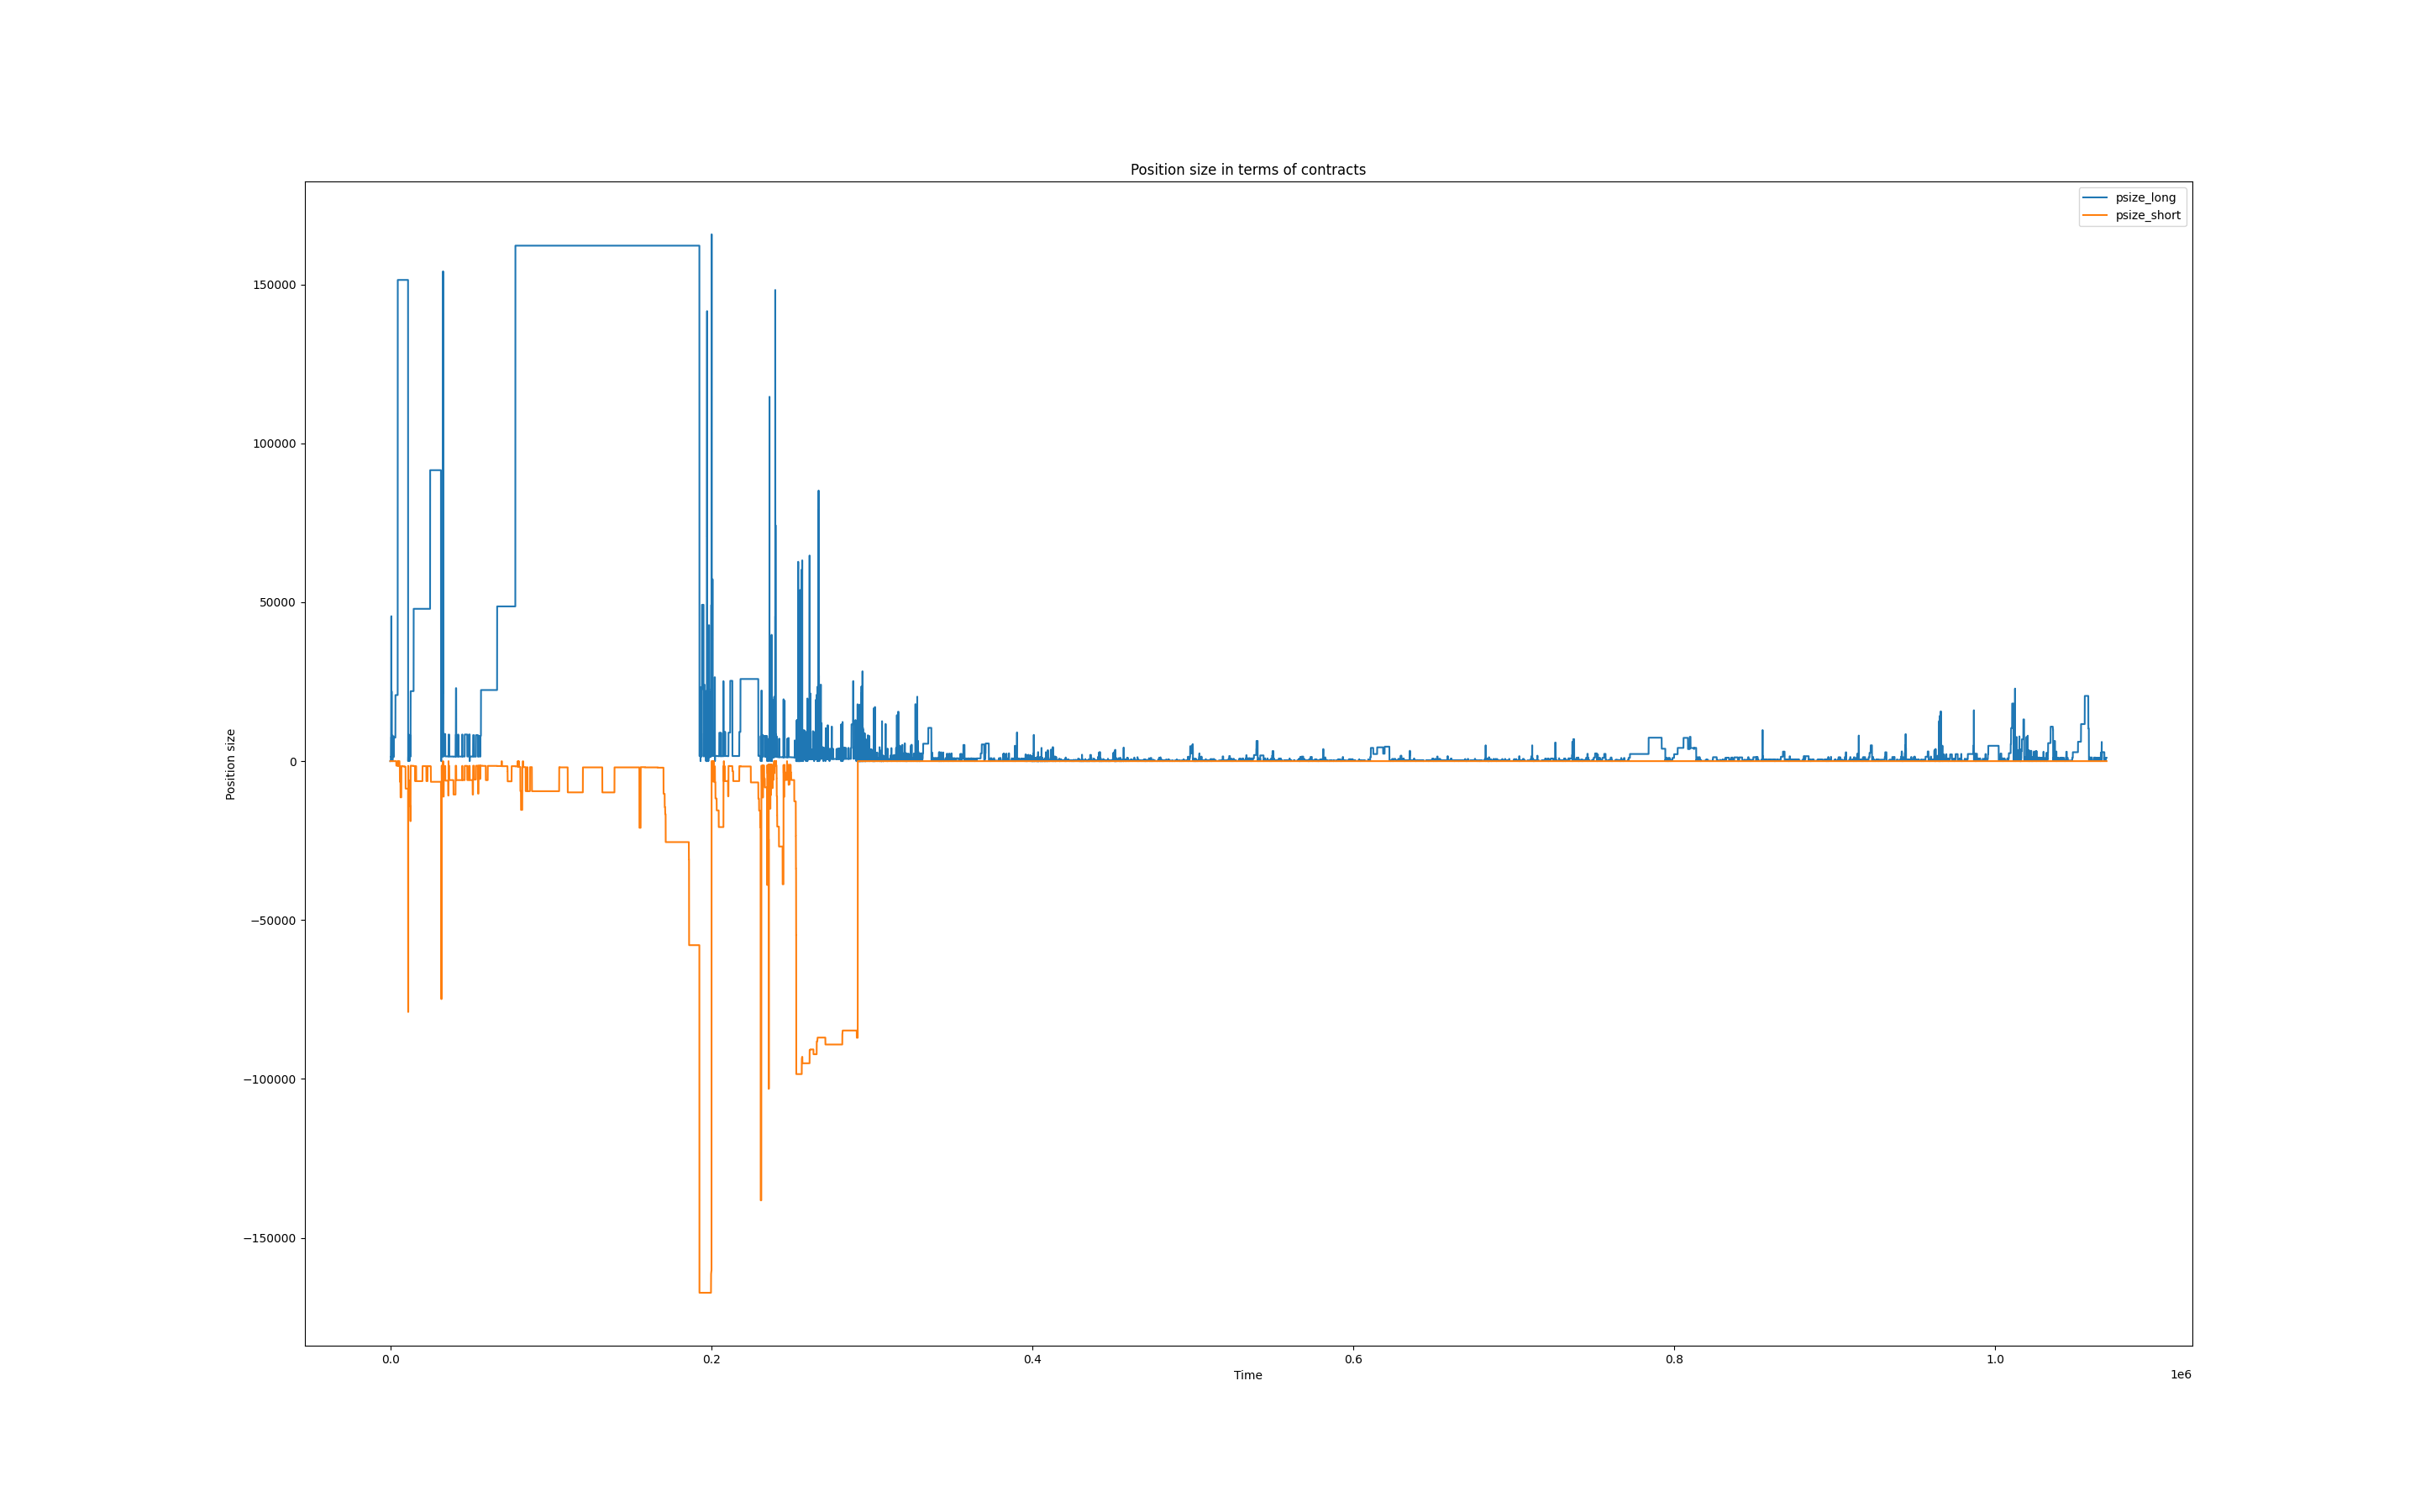 Position size in terms of contracts
psize_long
psize_short
150000
100000
50000
0
−50000
−100000
−150000
Position size
0.0
0.2
0.4
0.6
0.8
1.0
1e6
Time